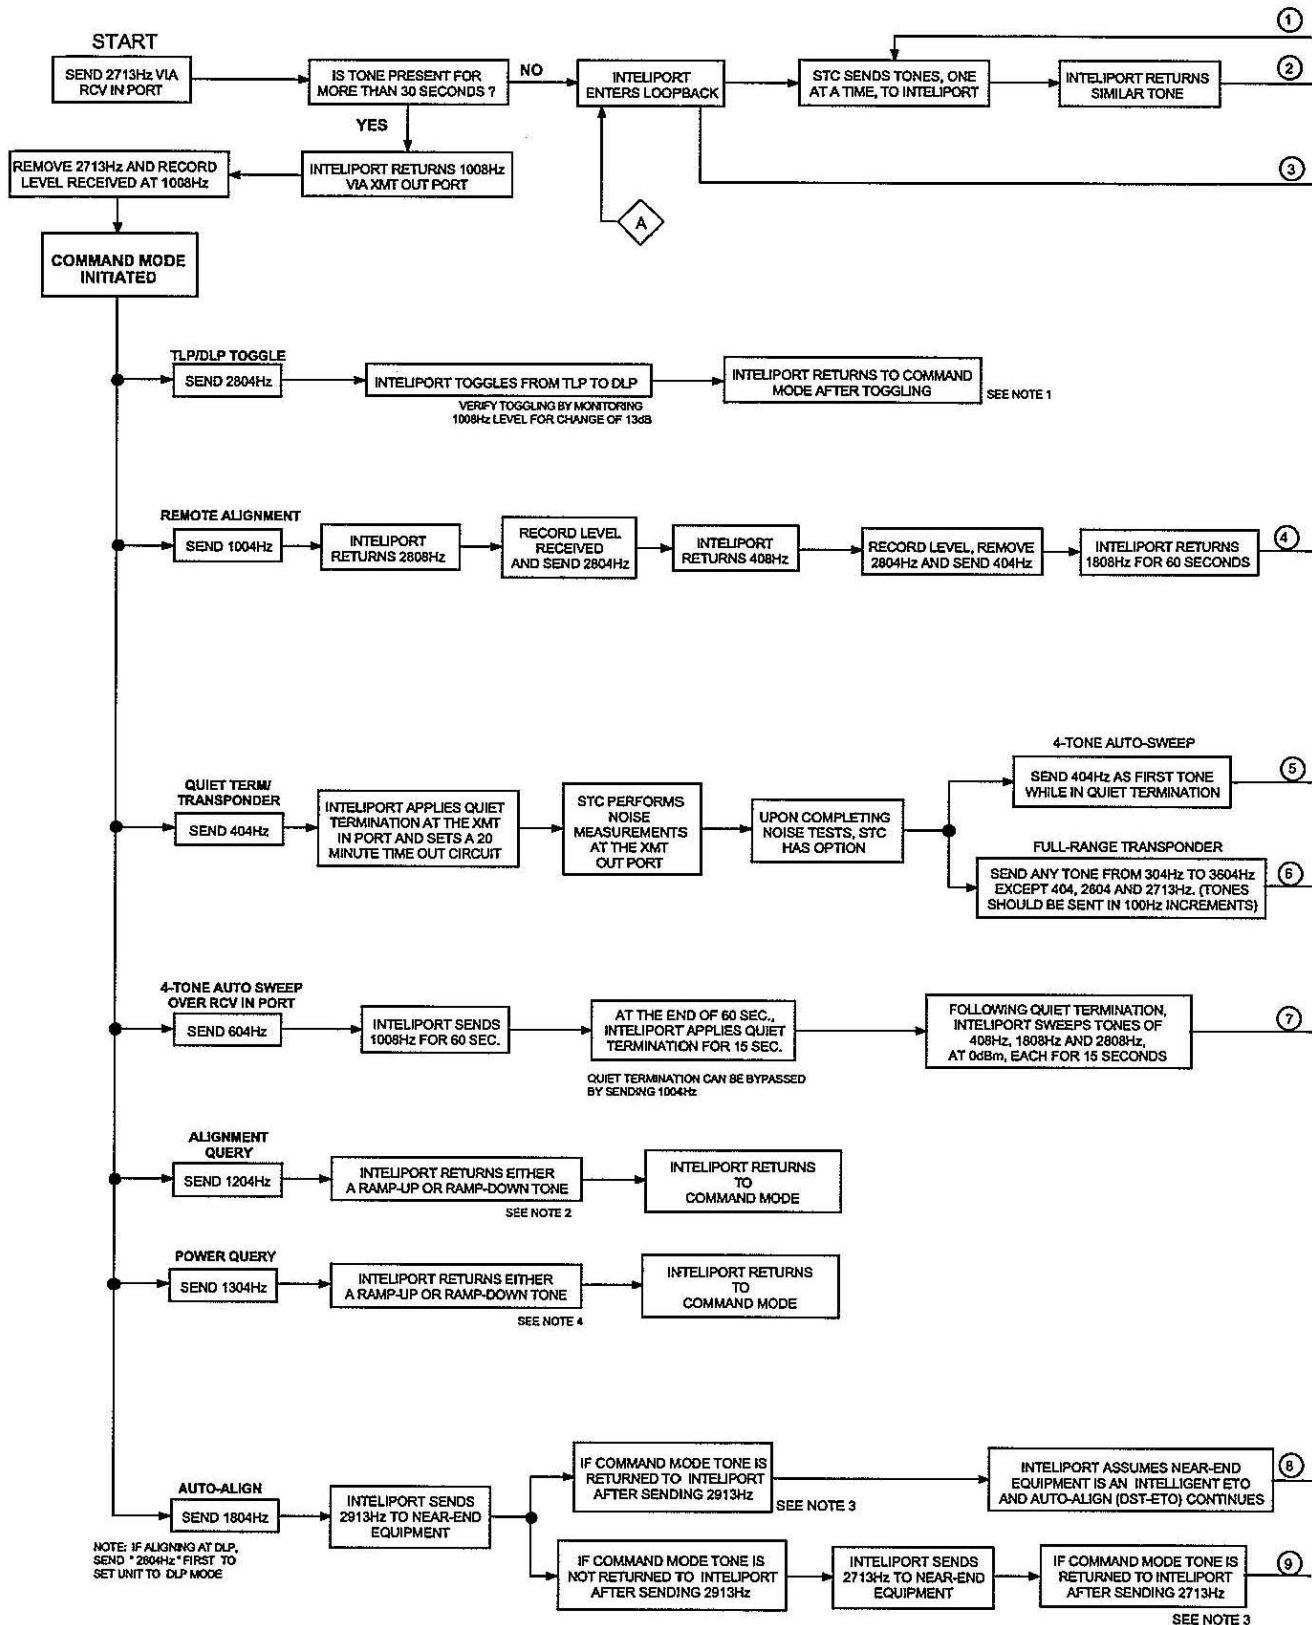 START
SEND 2713Hz VIA
RCV IN PORT
IS TONE PRESENT FOR
MORE THAN 30 SECONDS ?
NO
YES
INTELIPORT
ENTERS LOOPBACK
STC SENDS TONES, ONE
AT A TIME, TO INTELIPORT
INTELIPORT RETURNS
SIMILAR TONE
1
2
3
REMOVE 2713Hz AND RECORD
LEVEL RECEIVED AT 1008Hz
INTELIPORT RETURNS 1008Hz
VIA XMT OUT PORT
A
COMMAND MODE
INITIATED
TLP/DLP TOGGLE
SEND 2804Hz
INTELIPORT TOGGLES FROM TLP TO DLP
VERIFY TOGGLING BY MONITORING
1008Hz LEVEL FOR CHANGE OF 13dB
INTELIPORT RETURNS TO COMMAND
MODE AFTER TOGGLING
SEE NOTE 1
REMOTE ALIGNMENT
SEND 1004Hz
INTELIPORT
RETURNS 2808Hz
RECORD LEVEL
RECEIVED
AND SEND 2804Hz
INTELIPORT
RETURNS 408Hz
RECORD LEVEL, REMOVE
2804Hz AND SEND 404Hz
INTELIPORT RETURNS
1808Hz FOR 60 SECONDS
4
QUIET TERM/
TRANSPONDER
SEND 404Hz
INTELIPORT APPLIES QUIET
TERMINATION AT THE XMT
IN PORT AND SETS A 20
MINUTE TIME OUT CIRCUIT
STC PERFORMS
NOISE
MEASUREMENTS
AT THE XMT
OUT PORT
UPON COMPLETING
NOISE TESTS, STC
HAS OPTION
4-TONE AUTO-SWEEP
SEND 404Hz AS FIRST TONE
WHILE IN QUIET TERMINATION
5
FULL-RANGE TRANSPONDER
SEND ANY TONE FROM 304Hz TO 3604Hz
EXCEPT 404, 2604 AND 2713Hz. (TONES
SHOULD BE SENT IN 100Hz INCREMENTS)
6
4-TONE AUTO SWEEP
OVER RCV IN PORT
SEND 604Hz
INTELIPORT SENDS
1008Hz FOR 60 SEC.
AT THE END OF 60 SEC.,
INTELIPORT APPLIES QUIET
TERMINATION FOR 15 SEC.
QUIET TERMINATION CAN BE BYPASSED
BY SENDING 1004Hz
FOLLOWING QUIET TERMINATION,
INTELIPORT SWEEPS TONES OF
408Hz, 1808Hz AND 2808Hz,
AT 0dBm, EACH FOR 15 SECONDS
7
ALIGNMENT
QUERY
SEND 1204Hz
INTELIPORT RETURNS EITHER
A RAMP-UP OR RAMP-DOWN TONE
SEE NOTE 2
INTELIPORT RETURNS
TO
COMMAND MODE
POWER QUERY
SEND 1304Hz
INTELIPORT RETURNS EITHER
A RAMP-UP OR RAMP-DOWN TONE
SEE NOTE 4
INTELIPORT RETURNS
TO
COMMAND MODE
AUTO-ALIGN
SEND 1804Hz
NOTE: IF ALIGNING AT DLP,
SEND "2804Hz" FIRST TO
SET UNIT TO DLP MODE
INTELIPORT SENDS
2913Hz TO NEAR-END
EQUIPMENT
IF COMMAND MODE TONE IS
RETURNED TO INTELIPORT
AFTER SENDING 2913Hz
SEE NOTE 3
INTELIPORT ASSUMES NEAR-END
EQUIPMENT IS AN INTELLIGENT ETO
AND AUTO-ALIGN (DST-ETO) CONTINUES
8
IF COMMAND MODE TONE IS
NOT RETURNED TO INTELIPORT
AFTER SENDING 2913Hz
INTELIPORT SENDS
2713Hz TO NEAR-END
EQUIPMENT
IF COMMAND MODE TONE IS
RETURNED TO INTELIPORT
AFTER SENDING 2713Hz
9
SEE NOTE 3